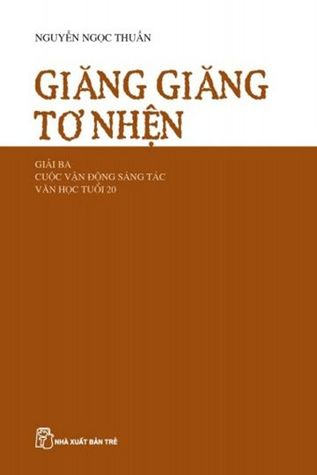 NGUYỄN NGỌC THUẦN
GIĂNG GIĂNG
TƠ NHỆN
GIẢI BA
CUỘC VẬN ĐỘNG SÁNG TÁC
VĂN HỌC TUỔI 20
NHÀ XUẤT BẢN TRẺ